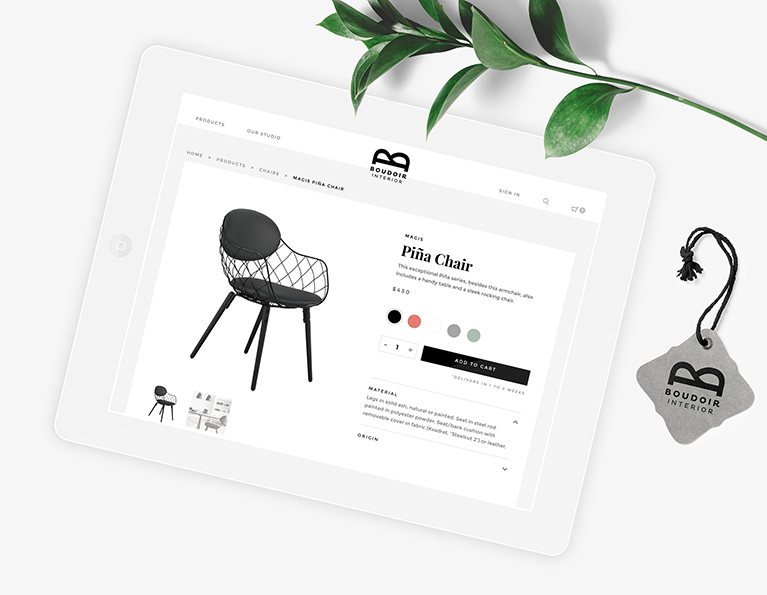 PRODUCTS
OUR STUDIO
BOUDOIR
INTERIOR
SIGN IN
HOME > PRODUCTS > CHAIRS > MAGIS PIÑA CHAIR
MAGIS
Piña Chair
This exceptional Piña series, besides this armchair, also
includes a handy table and a sleek rocking chair.
$450
- 1 +
ADD TO CART
*DELIVERS IN 1 TO 2 WEEKS
MATERIAL
Legs in solid ash, natural or painted. Seat in steel rod
painted in polyester powder. Seat/back cushion with
removable cover in fabric (Kvadrat, "Steelcut 2") or leather.
ORIGIN
BOUDOIR
INTERIOR